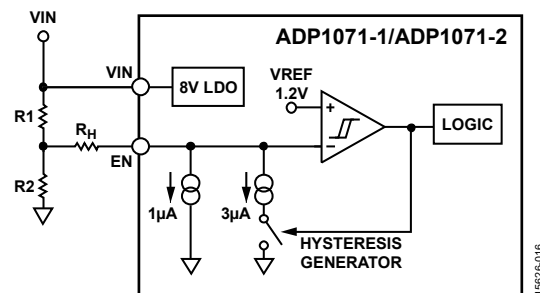 VIN
ADP1071-1/ADP1071-2
VIN
8V LDO
VREF
1.2V
+
−
LOGIC
R1
RH
EN
R2
1µA
3µA
HYSTERESIS
GENERATOR
15626-016